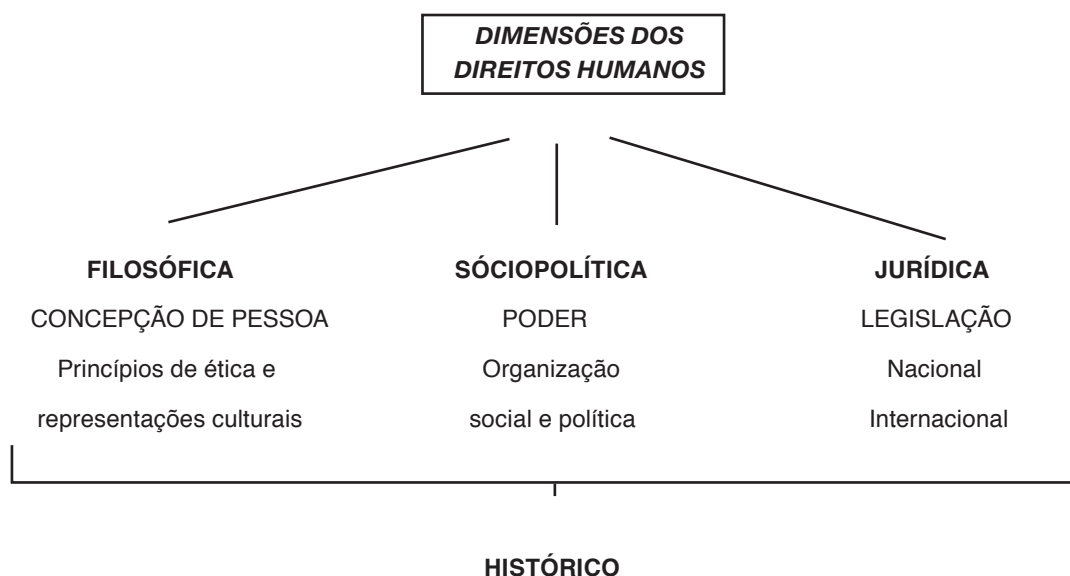 DIMENSÕES DOS
DIREITOS HUMANOS
FILOSÓFICA
CONCEPÇÃO DE PESSOA
Princípios de ética e
representações culturais
SÓCIOPOLÍTICA
PODER
Organização
social e política
JURÍDICA
LEGISLAÇÃO
Nacional
Internacional
HISTÓRICO